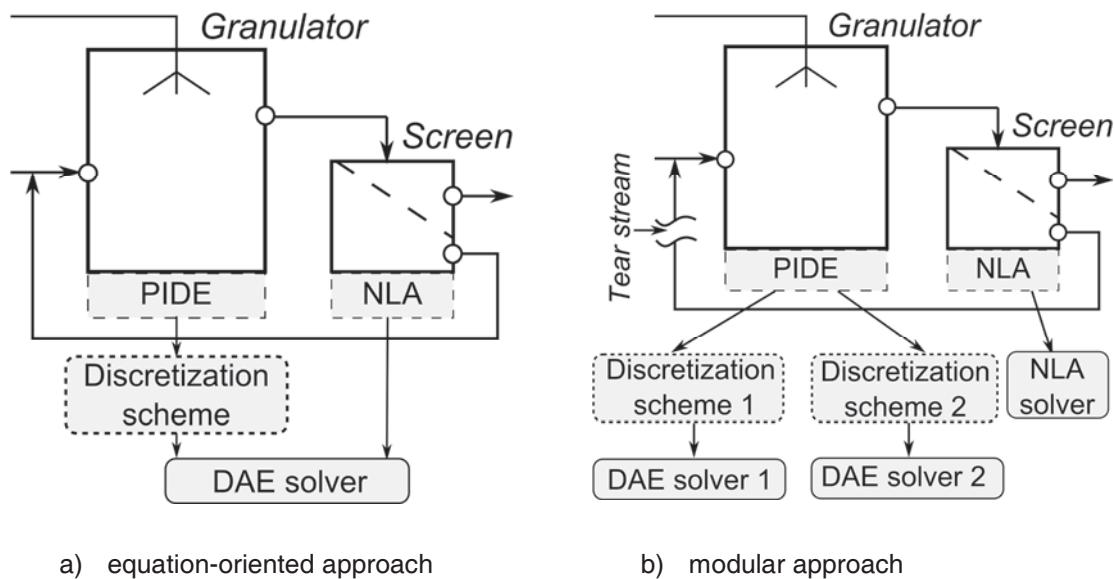 Granulator
Screen
PIDE
NLA
Discretization
scheme
DAE solver
a) equation-oriented approach
Granulator
Screen
Tear stream
PIDE
NLA
Discretization
scheme 1
Discretization
scheme 2
NLA
solver
DAE solver 1
DAE solver 2
b) modular approach